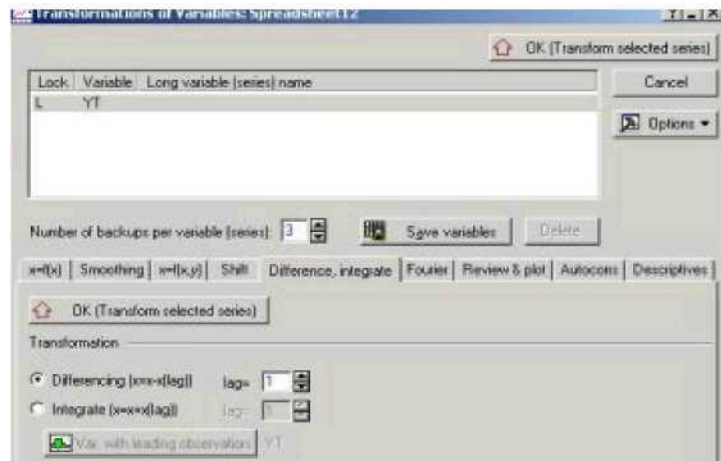 Transformations of Variables: Spreadsheet12
OK (Transform selected series)
Lock Variable Long variable (series) name
L YT
Cancel
Options
Number of backups per variable (series): 3 Save variables Delete
x=f(x) Smoothing x=f(x,y) Shift Difference, integrate Fourier Review & plot Autocorrs Descriptives
OK (Transform selected series)
Transformation
Differencing (x=x-x(lag)) lag= 1
Integrate (x=x+x(lag)) lag= 1
Var. with leading observation YT